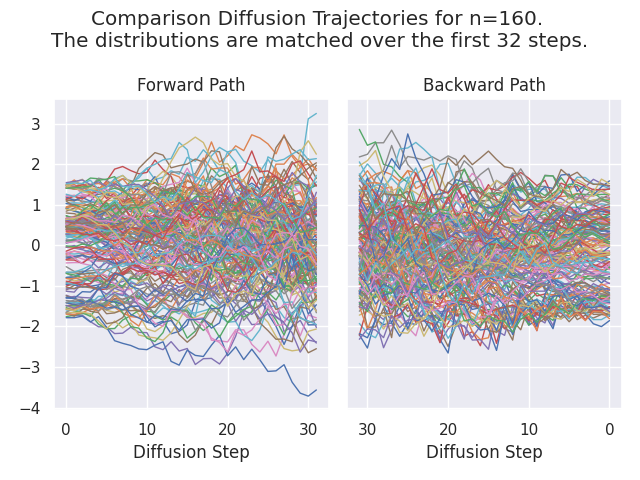 Comparison Diffusion Trajectories for n=160.
The distributions are matched over the first 32 steps.
Forward Path
Backward Path
3
2
1
0
−1
−2
−3
−4
0 10 20 30
30 20 10 0
Diffusion Step
Diffusion Step